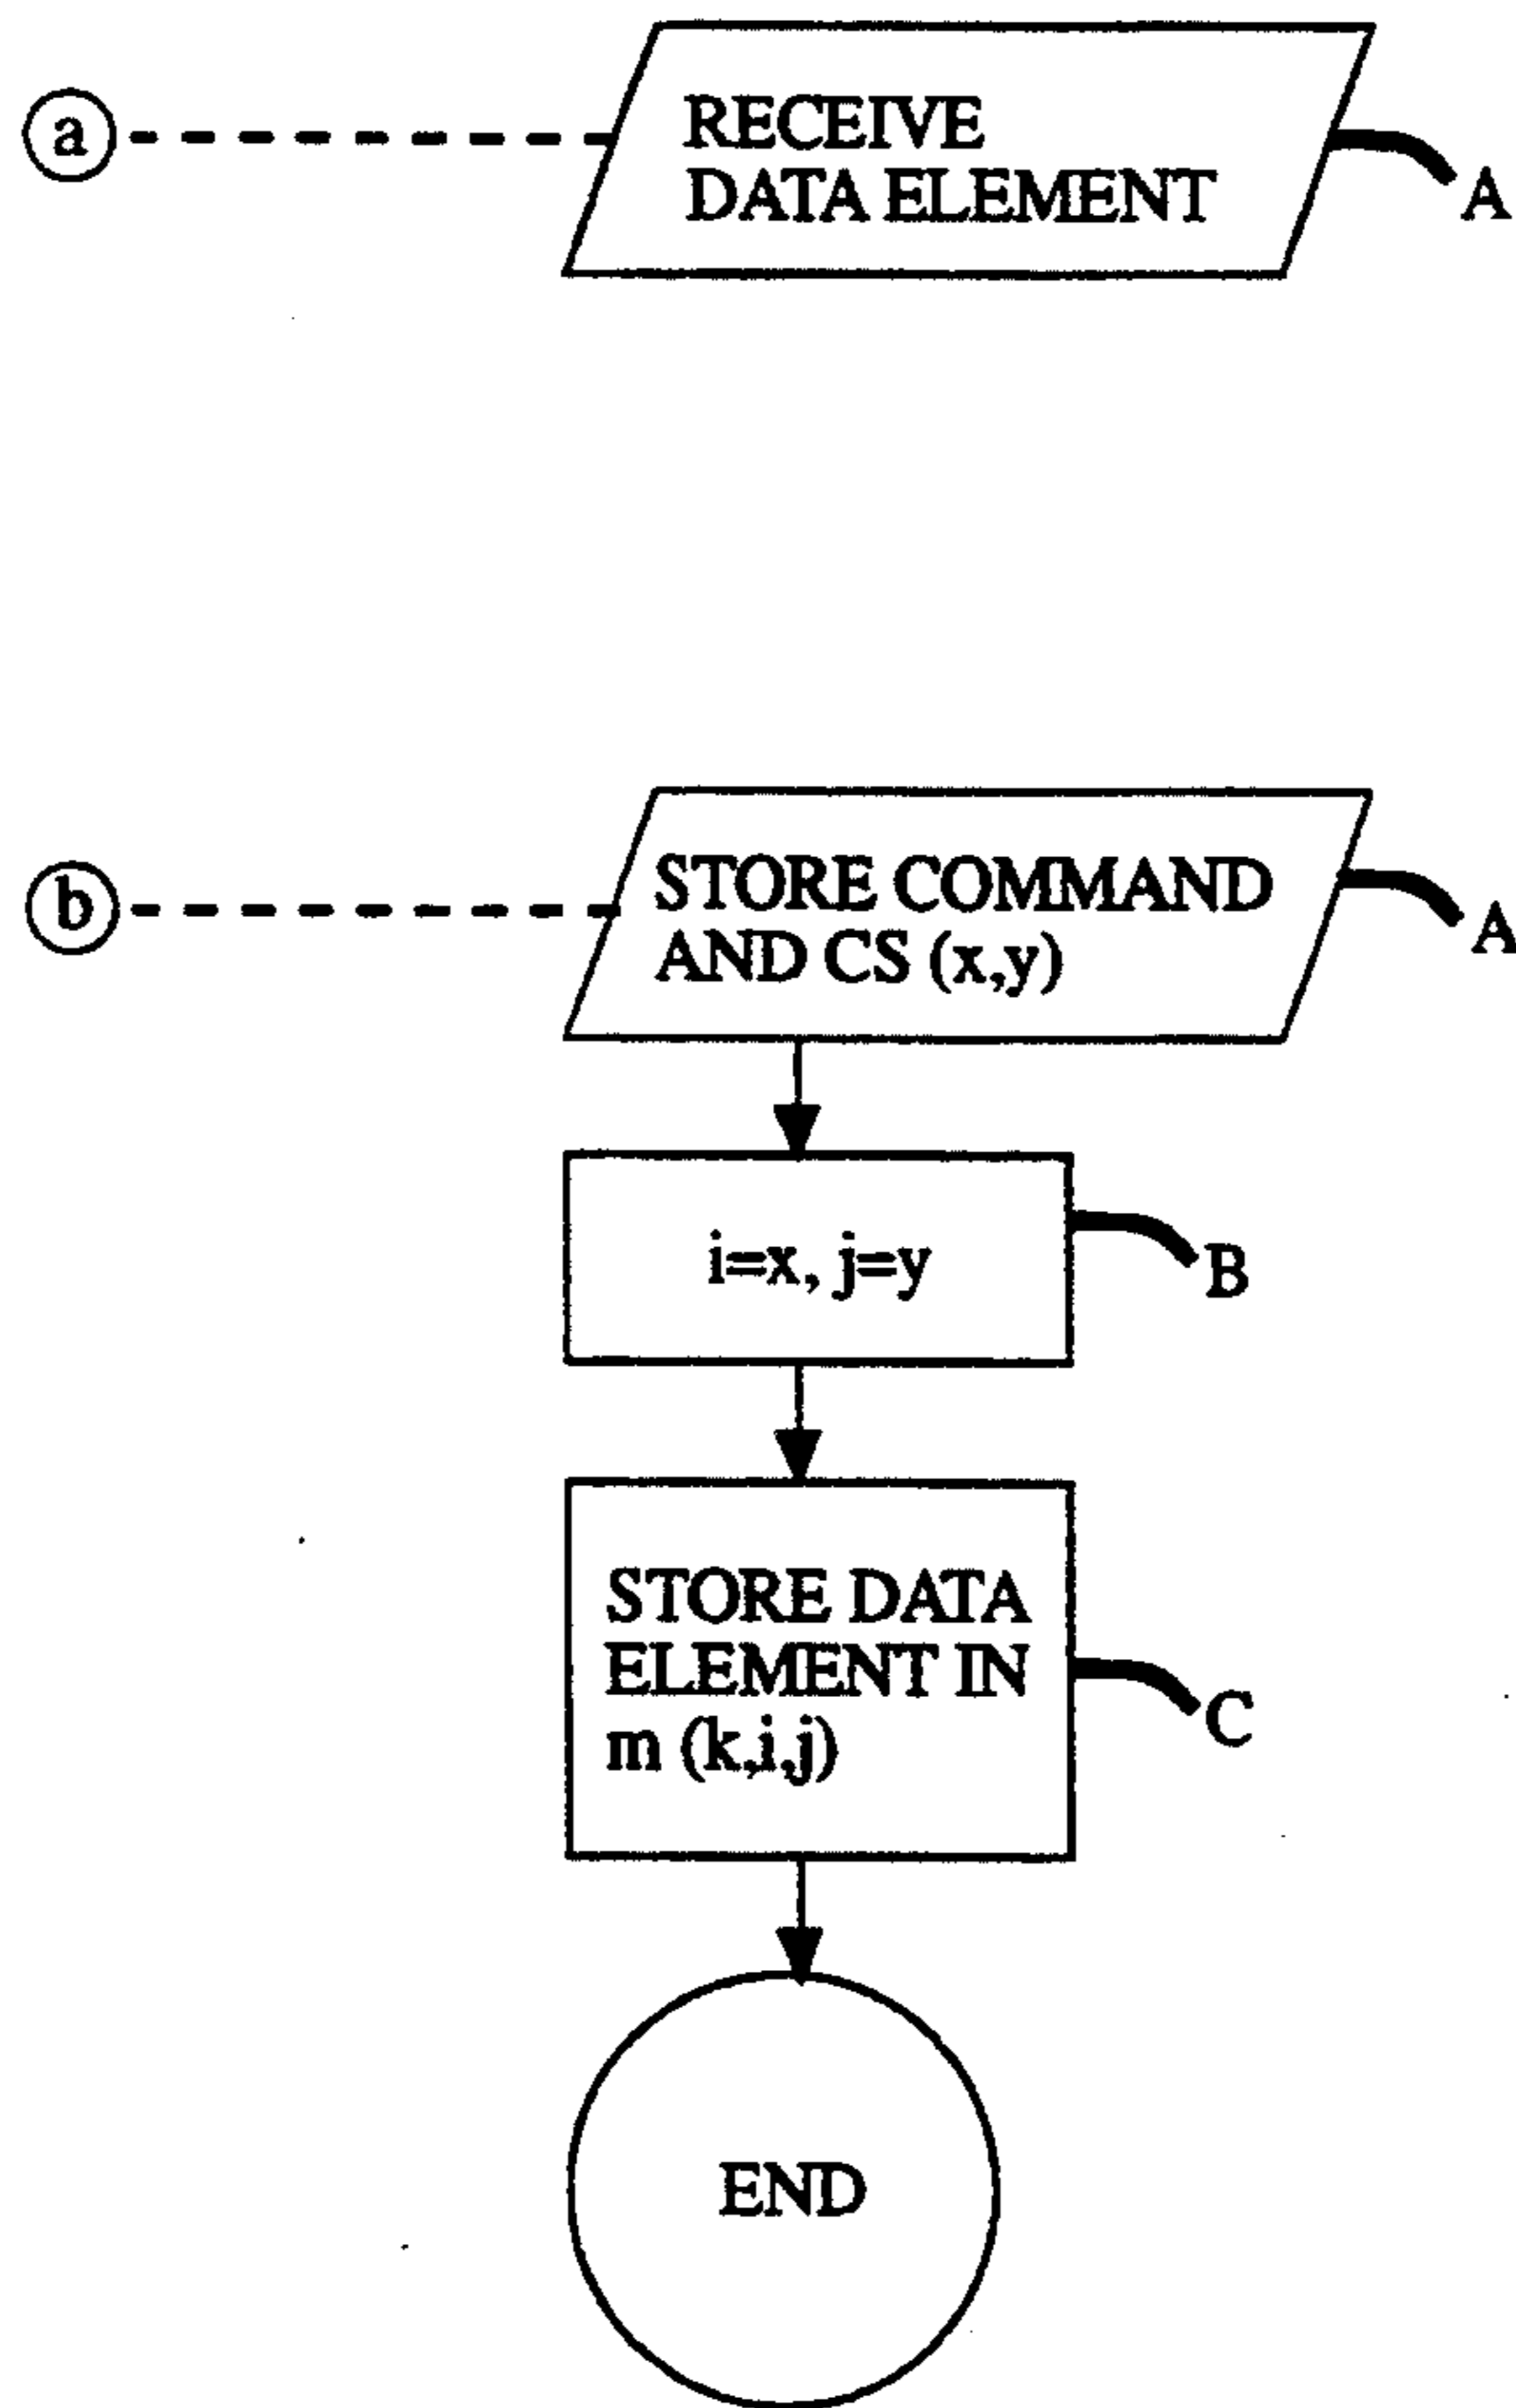 a
RECEIVE
DATA ELEMENT
A
b
STORE COMMAND
AND CS (x,y)
A
i=x, j=y
B
STORE DATA
ELEMENT IN
m (k,i,j)
C
END